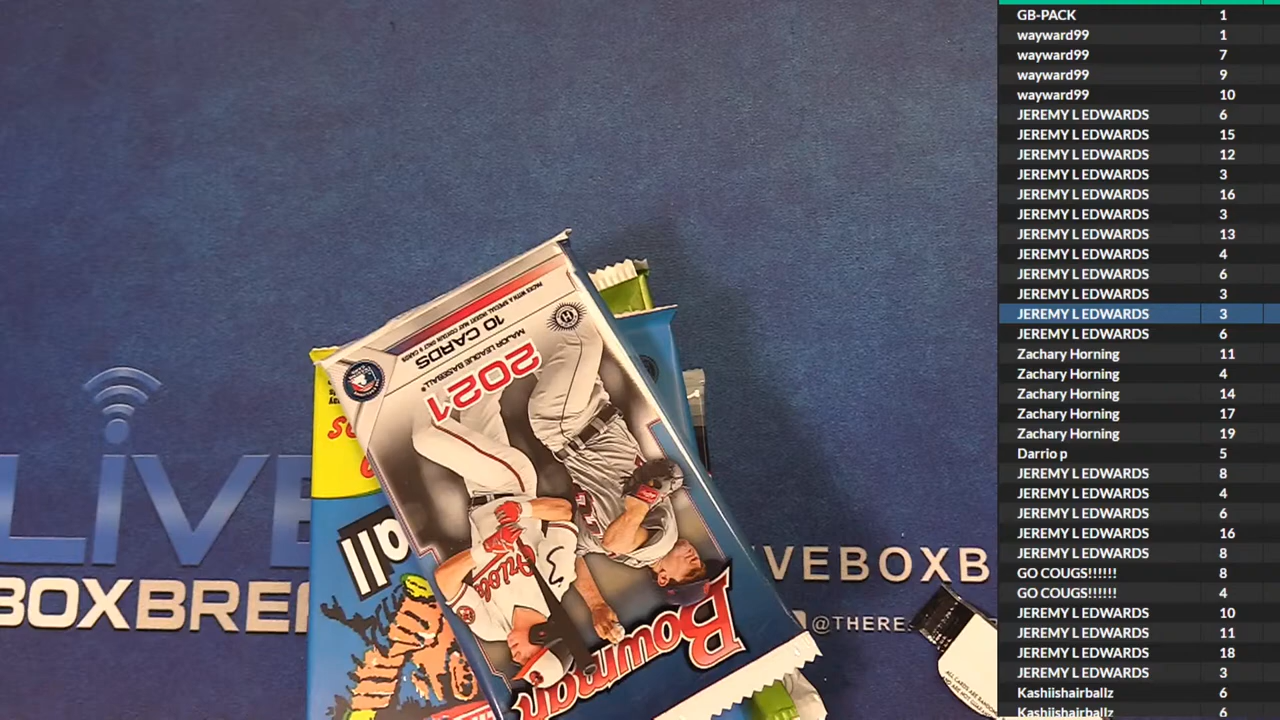 GB-PACK 1
wayward99 1
wayward99 7
wayward99 9
wayward99 10
JEREMY L EDWARDS 6
JEREMY L EDWARDS 15
JEREMY L EDWARDS 12
JEREMY L EDWARDS 3
JEREMY L EDWARDS 16
JEREMY L EDWARDS 3
JEREMY L EDWARDS 13
JEREMY L EDWARDS 4
JEREMY L EDWARDS 6
JEREMY L EDWARDS 3
JEREMY L EDWARDS 3
JEREMY L EDWARDS 6
Zachary Horning 11
Zachary Horning 4
Zachary Horning 14
Zachary Horning 17
Zachary Horning 19
Darrio p 5
JEREMY L EDWARDS 8
JEREMY L EDWARDS 4
JEREMY L EDWARDS 6
JEREMY L EDWARDS 16
JEREMY L EDWARDS 8
GO COUGS!!!!!! 8
GO COUGS!!!!!! 4
JEREMY L EDWARDS 10
JEREMY L EDWARDS 11
JEREMY L EDWARDS 18
JEREMY L EDWARDS 3
Kashiishairballz 6
Kashiishairballz 6
Bowman
2021
MAJOR LEAGUE BASEBALL
10 CARDS
LIVE
BOXBRE
IVEBOXB
@THERE